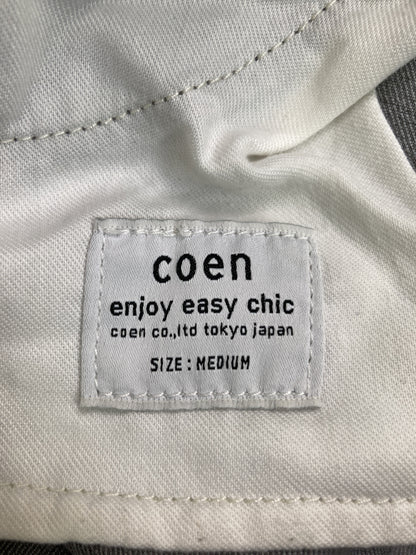 coen
enjoy easy chic
coen co.,ltd tokyo japan
SIZE : MEDIUM